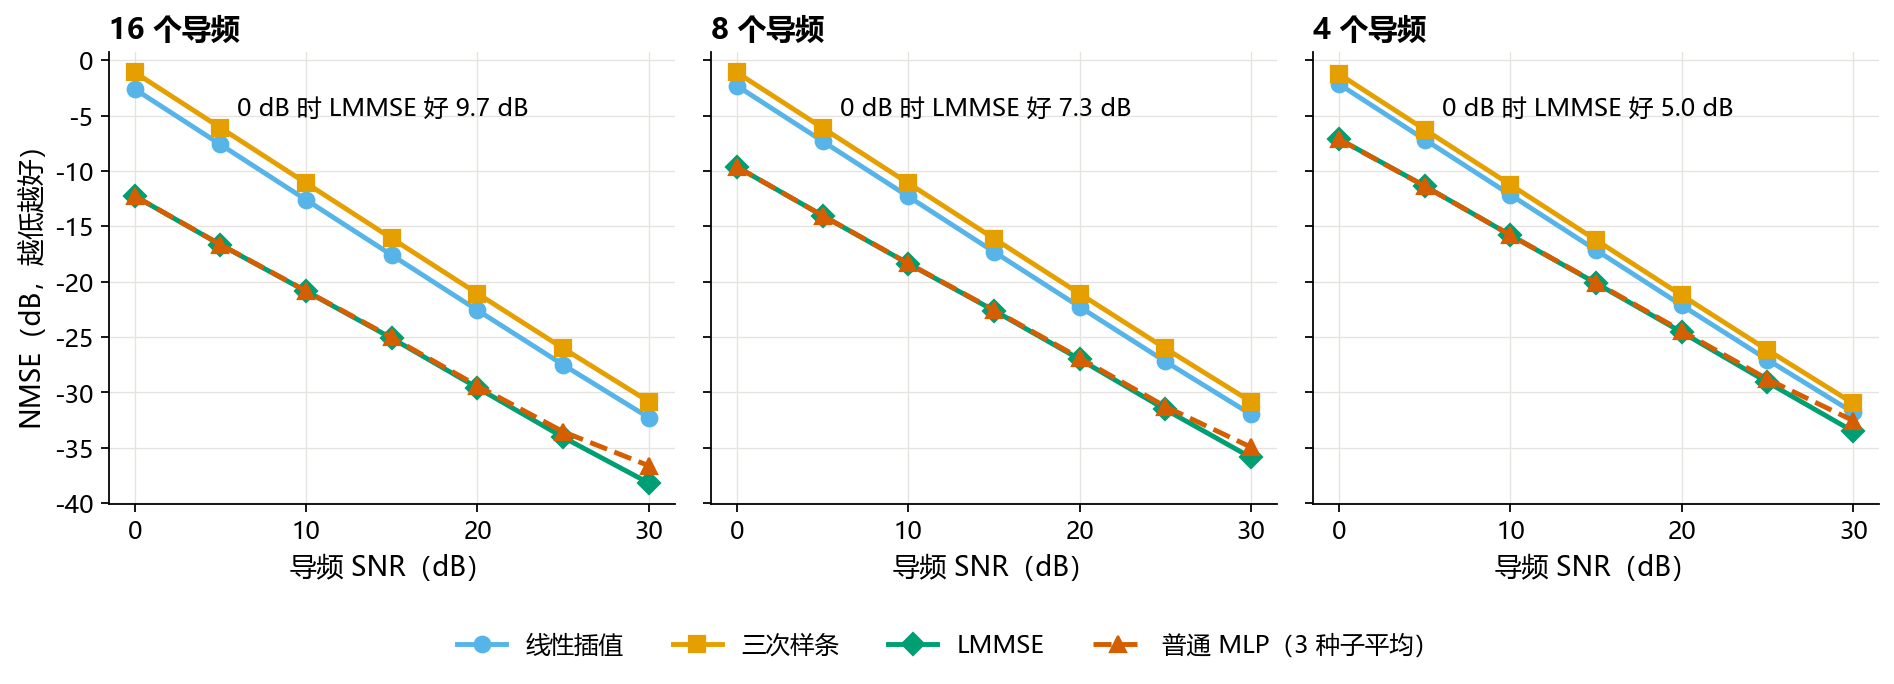 16 个导频
8 个导频
4 个导频
0 dB 时 LMMSE 好 9.7 dB
0 dB 时 LMMSE 好 7.3 dB
0 dB 时 LMMSE 好 5.0 dB
NMSE（dB，越低越好）
0
-5
-10
-15
-20
-25
-30
-35
-40
0
10
20
30
0
10
20
30
0
10
20
30
导频 SNR（dB）
导频 SNR（dB）
导频 SNR（dB）
线性插值
三次样条
LMMSE
普通 MLP（3 种子平均）